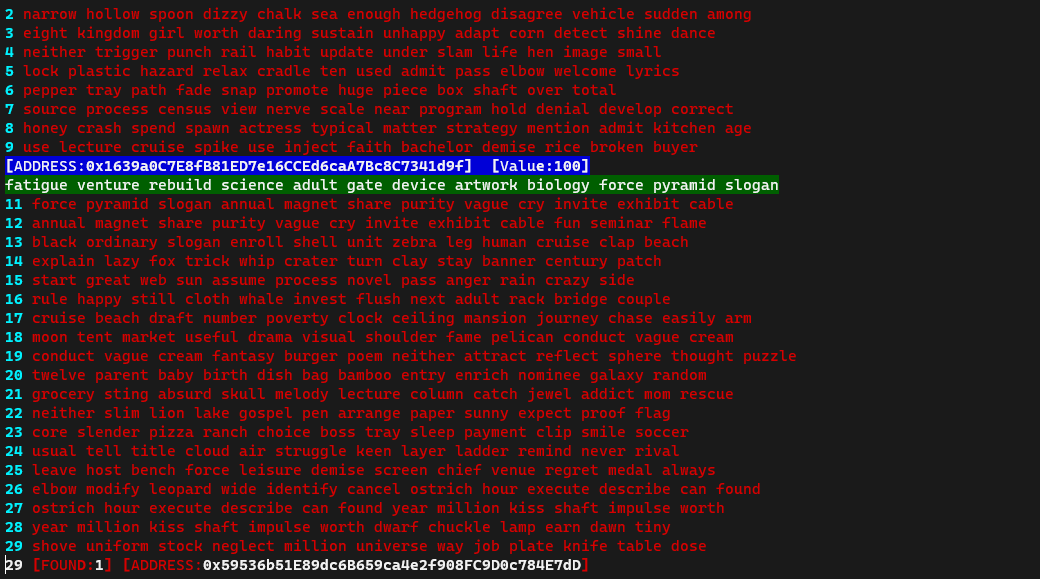 2 narrow hollow spoon dizzy chalk sea enough hedgehog disagree vehicle sudden among
3 eight kingdom girl worth daring sustain unhappy adapt corn detect shine dance
4 neither trigger punch rail habit update under slam life hen image small
5 lock plastic hazard relax cradle ten used admit pass elbow welcome lyrics
6 pepper tray path fade snap promote huge piece box shaft over total
7 source process census view nerve scale near program hold denial develop correct
8 honey crash spend spawn actress typical matter strategy mention admit kitchen age
9 use lecture cruise spike use inject faith bachelor demise rice broken buyer
[ADDRESS:0x1639a0C7E8fB81ED7e16CCEd6caA7Bc8C7341d9f] [Value:100]
fatigue venture rebuild science adult gate device artwork biology force pyramid slogan
11 force pyramid slogan annual magnet share purity vague cry invite exhibit cable
12 annual magnet share purity vague cry invite exhibit cable fun seminar flame
13 black ordinary slogan enroll shell unit zebra leg human cruise clap beach
14 explain lazy fox trick whip crater turn clay stay banner century patch
15 start great web sun assume process novel pass anger rain crazy side
16 rule happy still cloth whale invest flush next adult rack bridge couple
17 cruise beach draft number poverty clock ceiling mansion journey chase easily arm
18 moon tent market useful drama visual shoulder fame pelican conduct vague cream
19 conduct vague cream fantasy burger poem neither attract reflect sphere thought puzzle
20 twelve parent baby birth dish bag bamboo entry enrich nominee galaxy random
21 grocery sting absurd skull melody lecture column catch jewel addict mom rescue
22 neither slim lion lake gospel pen arrange paper sunny expect proof flag
23 core slender pizza ranch choice boss tray sleep payment clip smile soccer
24 usual tell title cloud air struggle keen layer ladder remind never rival
25 leave host bench force leisure demise screen chief venue regret medal always
26 elbow modify leopard wide identify cancel ostrich hour execute describe can found
27 ostrich hour execute describe can found year million kiss shaft impulse worth
28 year million kiss shaft impulse worth dwarf chuckle lamp earn dawn tiny
29 shove uniform stock neglect million universe way job plate knife table dose
29 [FOUND:1] [ADDRESS:0x59536b51E89dc6B659ca4e2f908FC9D0c784E7dD]